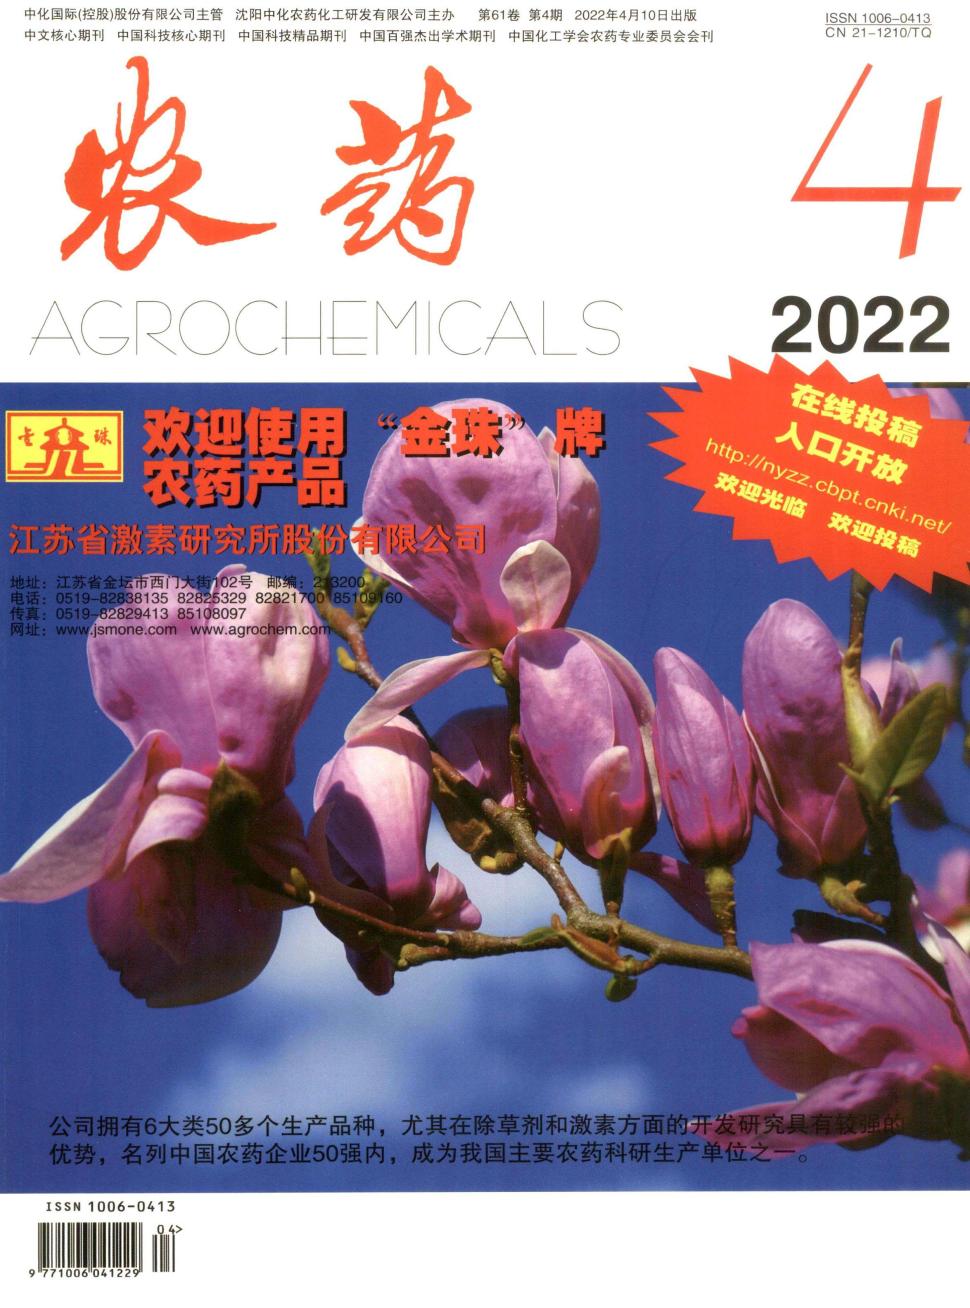 中化国际(控股)股份有限公司主管 沈阳中化农药化工研发有限公司主办 第61卷 第4期 2022年4月10日出版
中文核心期刊 中国科技核心期刊 中国科技精品期刊 中国百强杰出学术期刊 中国化工学会农药专业委员会会刊
ISSN 1006-0413
CN 21-1210/TQ
农药
4
AGROCHEMICALS
2022
金珠
欢迎使用“金珠”牌
农药产品
江苏省激素研究所股份有限公司
地址：江苏省金坛市西门大街102号 邮编：213200
电话：0519-82838135 82825329 82821700 85109160
传真：0519-82829413 85108097
网址：www.jsmone.com www.agrochem.com
在线投稿
入口开放
http://nyzz.cbpt.cnki.net/
欢迎光临 欢迎投稿
公司拥有6大类50多个生产品种，尤其在除草剂和激素方面的开发研究具有较强的
优势，名列中国农药企业50强内，成为我国主要农药科研生产单位之一。
ISSN 1006-0413
04>
9 771006 041229